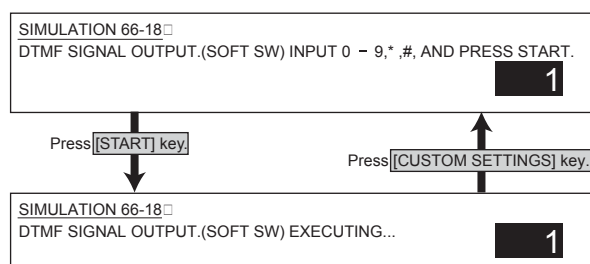 SIMULATION 66-18□
DTMF SIGNAL OUTPUT.(SOFT SW) INPUT 0 − 9,* ,#, AND PRESS START.
1
Press [START] key.
Press [CUSTOM SETTINGS] key.
SIMULATION 66-18□
DTMF SIGNAL OUTPUT.(SOFT SW) EXECUTING...
1